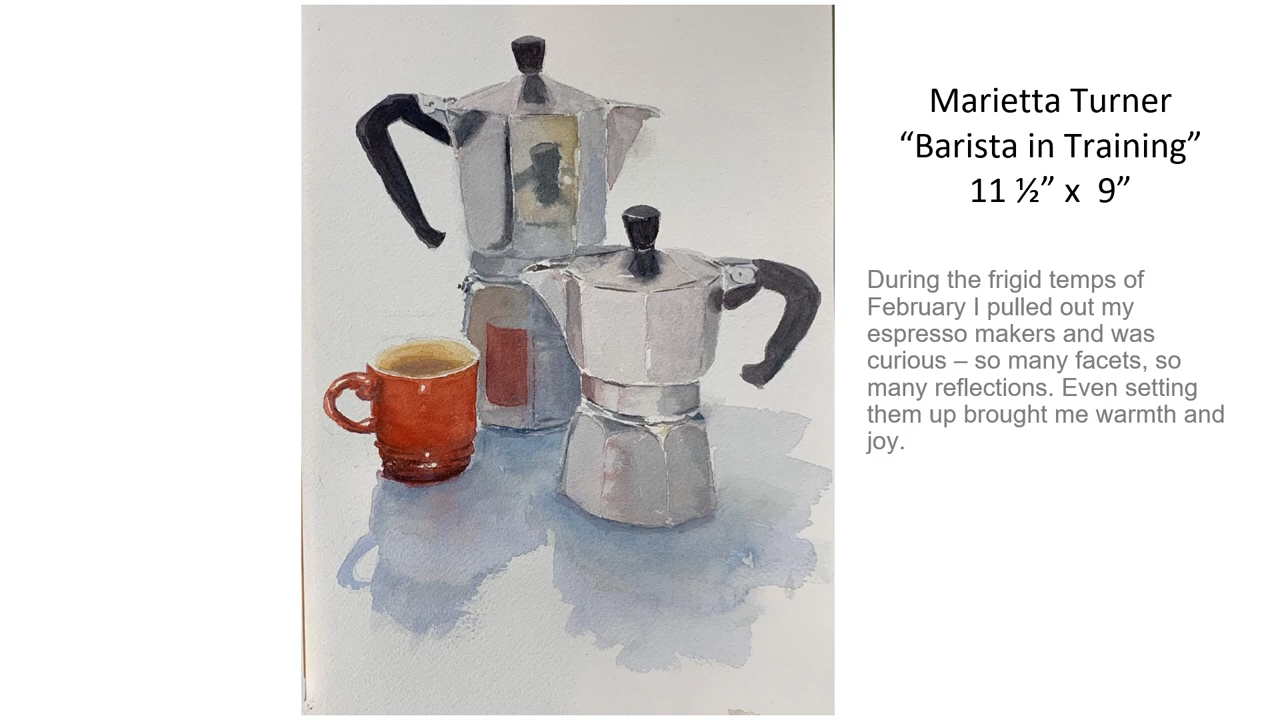 Marietta Turner
“Barista in Training”
11 ½” x  9”
During the frigid temps of
February I pulled out my
espresso makers and was
curious – so many facets, so
many reflections. Even setting
them up brought me warmth and
joy.